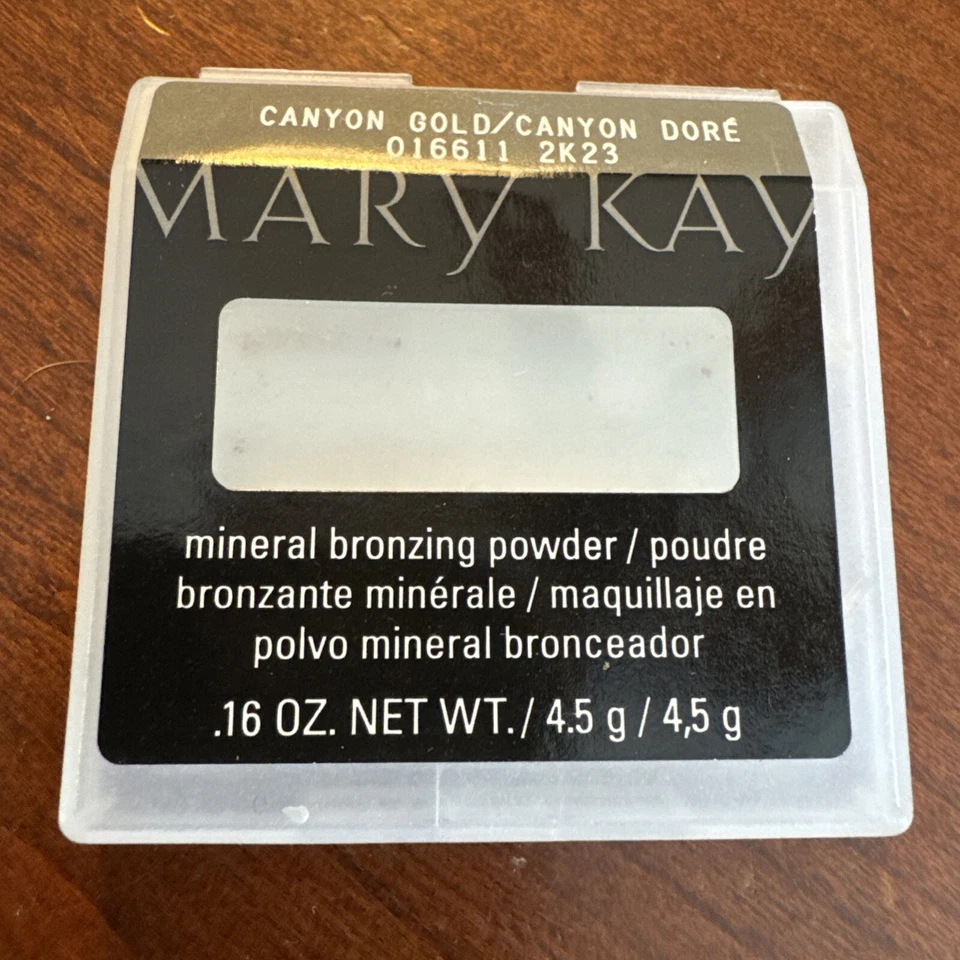 CANYON GOLD/CANYON DORÉ
016611 2K23
MARY KAY
mineral bronzing powder / poudre
bronzante minérale / maquillaje en
polvo mineral bronceador
.16 OZ. NET WT. / 4.5 g / 4,5 g